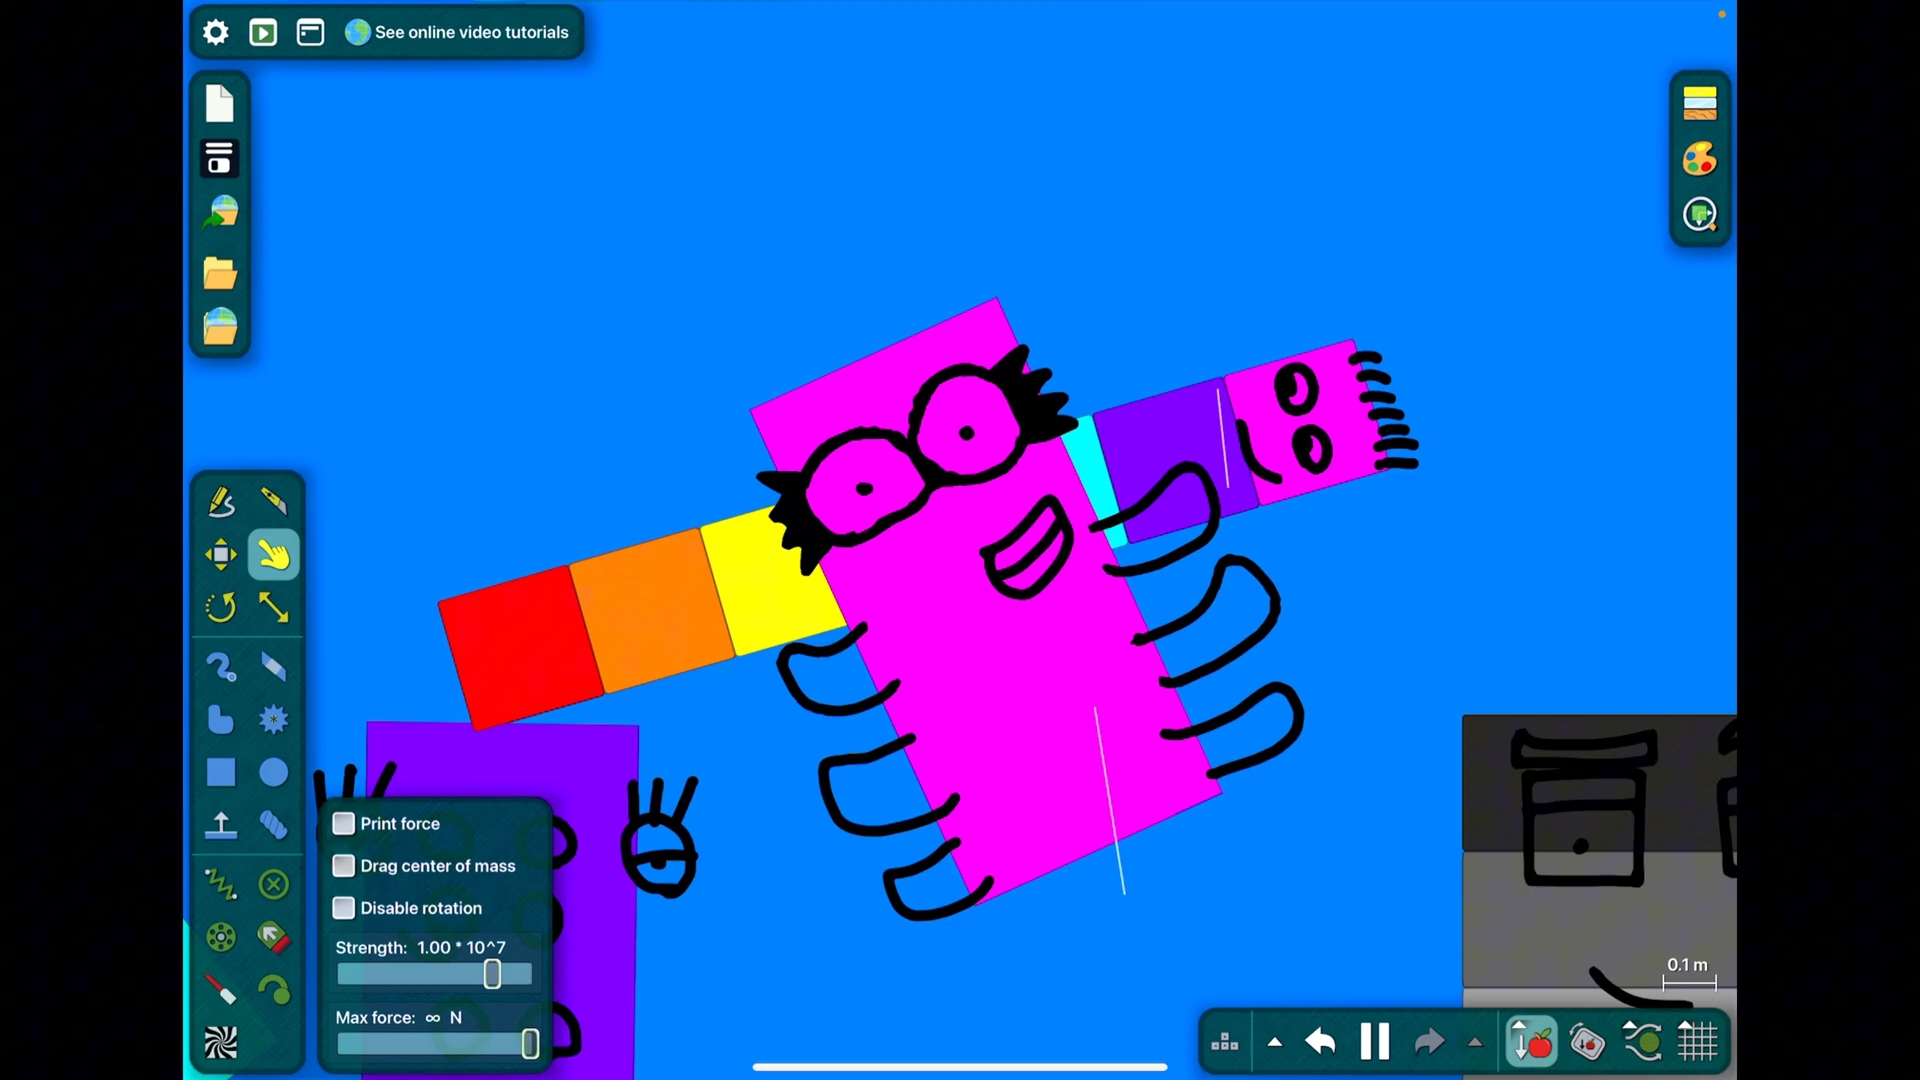 See online video tutorials
Print force
Drag center of mass
Disable rotation
Strength: 1.00 * 10^7
Max force: ∞ N
0.1 m